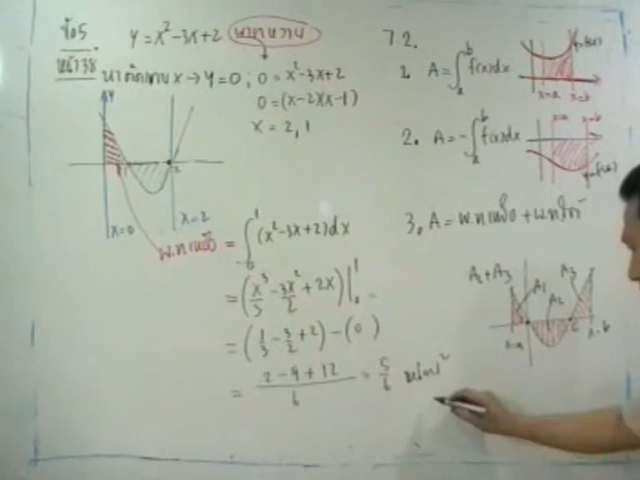 ข้อ5 y=x²-3x+2
หน้า38 หาจุดตัดแกน x→y=0; 0=x²-3x+2
0=(x-2)(x-1)
x=2,1
y
1 2
x=0 x=2
พ.ท.เหนือ = ∫₀¹ (x²-3x+2)dx
= (x³/3 - 3x²/2 + 2x)|₀¹
= (1/3 - 3/2 + 2) - (0)
= (2-9+12)/6 = 5/6
7.2.
1. A=∫ₐᵇ f(x)dx
y=f(x)
x=a x=b
2. A=-∫ₐᵇ f(x)dx
x=a x=b
y=f(x)
3. A= พ.ท.เหนือ + พ.ท.ใต้
A₁+A₃ A₁ A₂ A₃
x=a c x=b